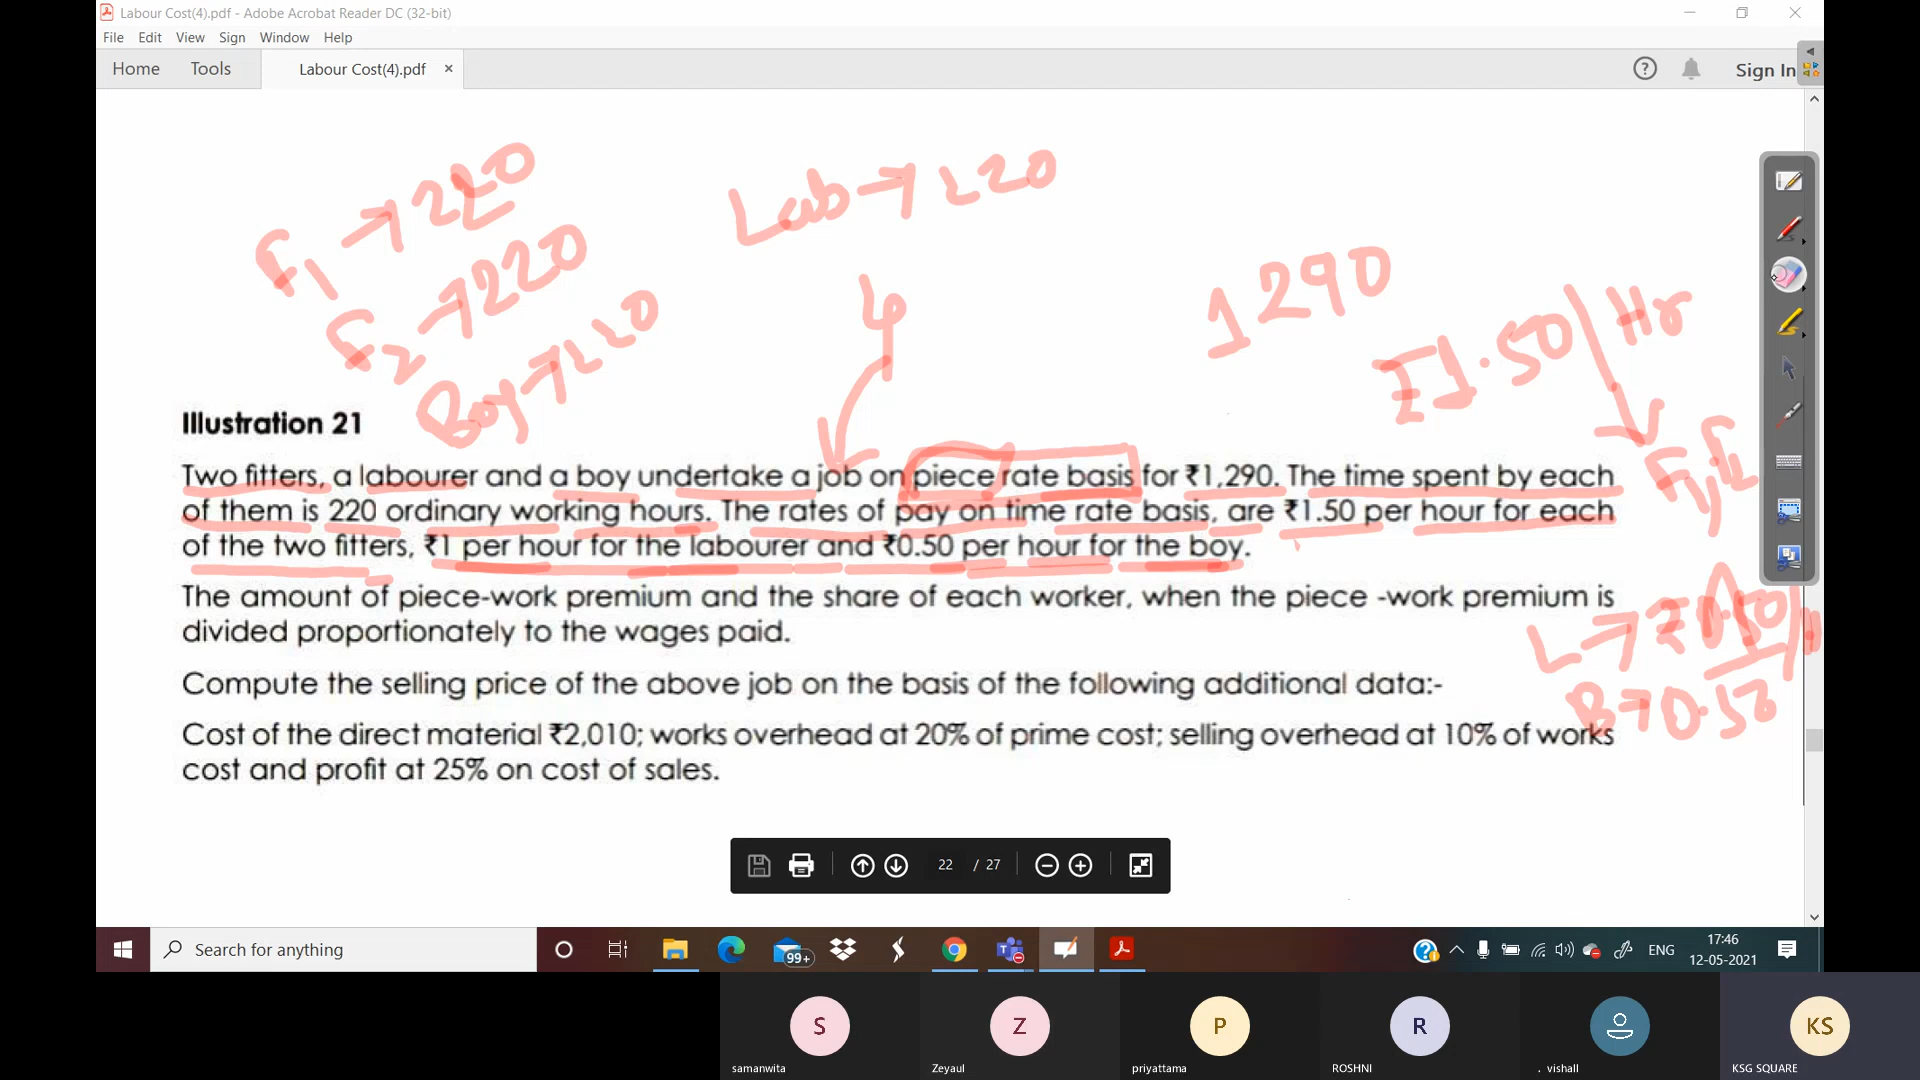 Labour Cost(4).pdf - Adobe Acrobat Reader DC (32-bit)
File Edit View Sign Window Help
Home Tools Labour Cost(4).pdf × Sign In
F1 → 220
F2 → 220
Boy → 220
Lab → 220
4
1290
₹1.50/Hr
F1, F2
Illustration 21
Two fitters, a labourer and a boy undertake a job on piece rate basis for ₹1,290. The time spent by each
of them is 220 ordinary working hours. The rates of pay on time rate basis, are ₹1.50 per hour for each
of the two fitters, ₹1 per hour for the labourer and ₹0.50 per hour for the boy.
The amount of piece-work premium and the share of each worker, when the piece -work premium is
divided proportionately to the wages paid.
L → ₹
B → 0.50
Compute the selling price of the above job on the basis of the following additional data:-
Cost of the direct material ₹2,010; works overhead at 20% of prime cost; selling overhead at 10% of works
cost and profit at 25% on cost of sales.
22 / 27
Search for anything
99+
ENG
17:46
12-05-2021
S Z P R KS
samanwita Zeyaul priyattama ROSHNI . vishall KSG SQUARE